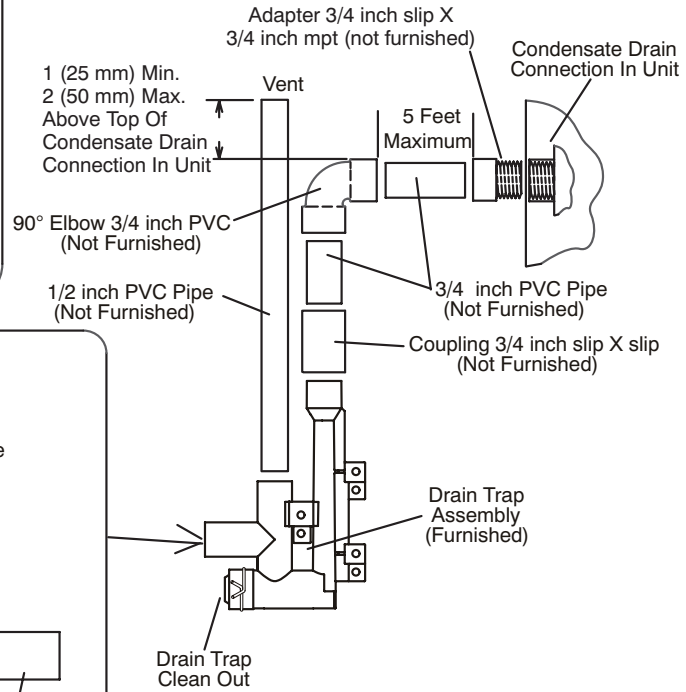 Adapter 3/4 inch slip X
3/4 inch mpt (not furnished)
Condensate Drain
Connection In Unit
1 (25 mm) Min.
2 (50 mm) Max.
Above Top Of
Condensate Drain
Connection In Unit
Vent
5 Feet
Maximum
90° Elbow 3/4 inch PVC
(Not Furnished)
1/2 inch PVC Pipe
(Not Furnished)
3/4 inch PVC Pipe
(Not Furnished)
Coupling 3/4 inch slip X slip
(Not Furnished)
e
Drain Trap
Assembly
(Furnished)
Drain Trap
Clean Out